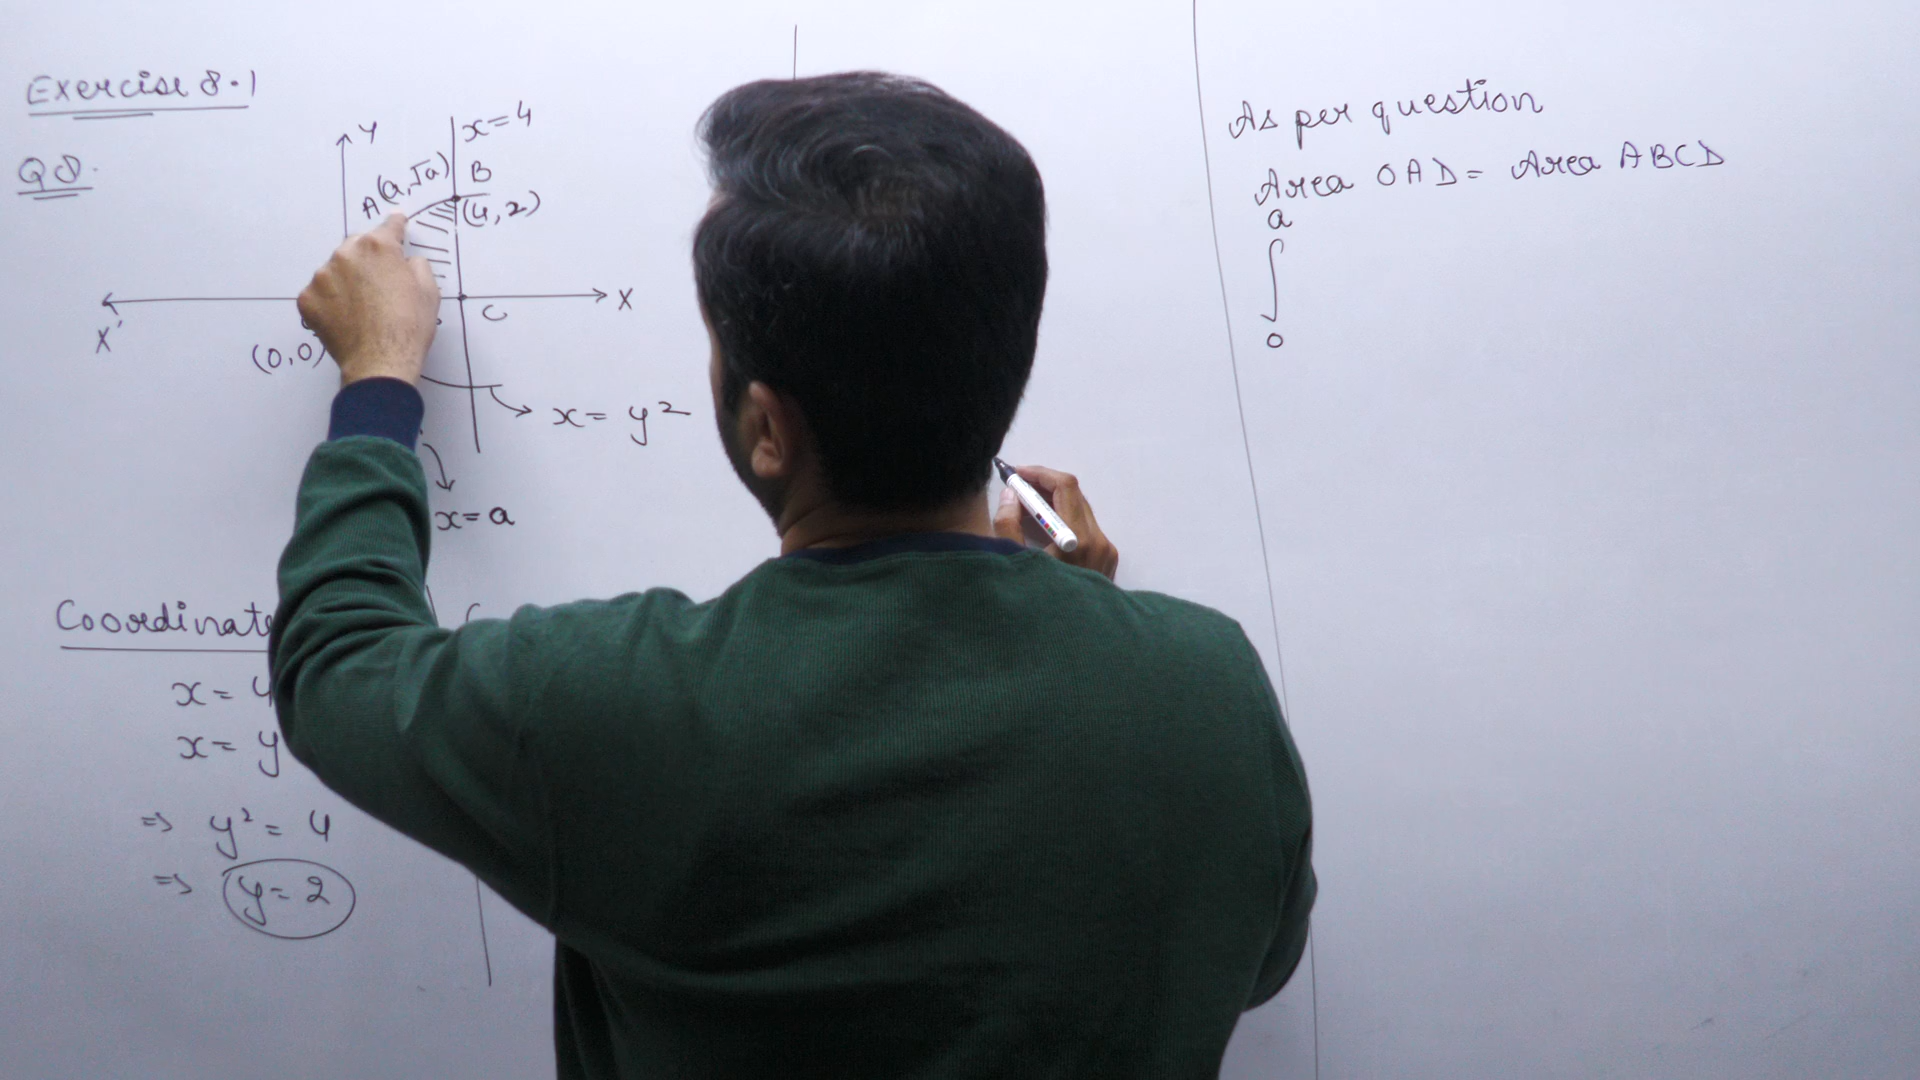 Exercise 8.1
Q8.
Y
x=4
A(a,√a)
B
(4,2)
X
X'
C
(0,0)
x= y²
x=a
Coordinate
x= 4
x= y
=> y²= 4
=> y=2
As per question
Area OAD= Area ABCD
a
∫
0